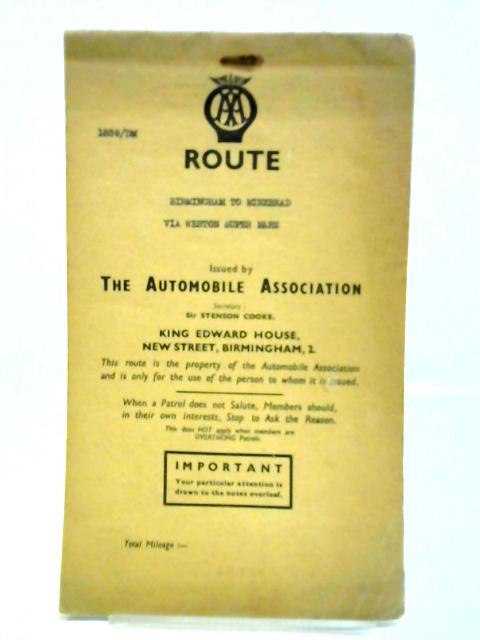 AA
1834/DM
ROUTE
BIRMINGHAM TO MINEHEAD
VIA WESTON SUPER MARE
Issued by
THE AUTOMOBILE ASSOCIATION
Secretary:
Sir STENSON COOKE.
KING EDWARD HOUSE,
NEW STREET, BIRMINGHAM, 2.
This route is the property of the Automobile Association
and is only for the use of the person to whom it is issued.
When a Patrol does not Salute, Members should,
in their own interests, Stop to Ask the Reason.
This does NOT apply when members are
OVERTAKING Patrols.
IMPORTANT
Your particular attention is
drawn to the notes overleaf.
Total Mileage :—